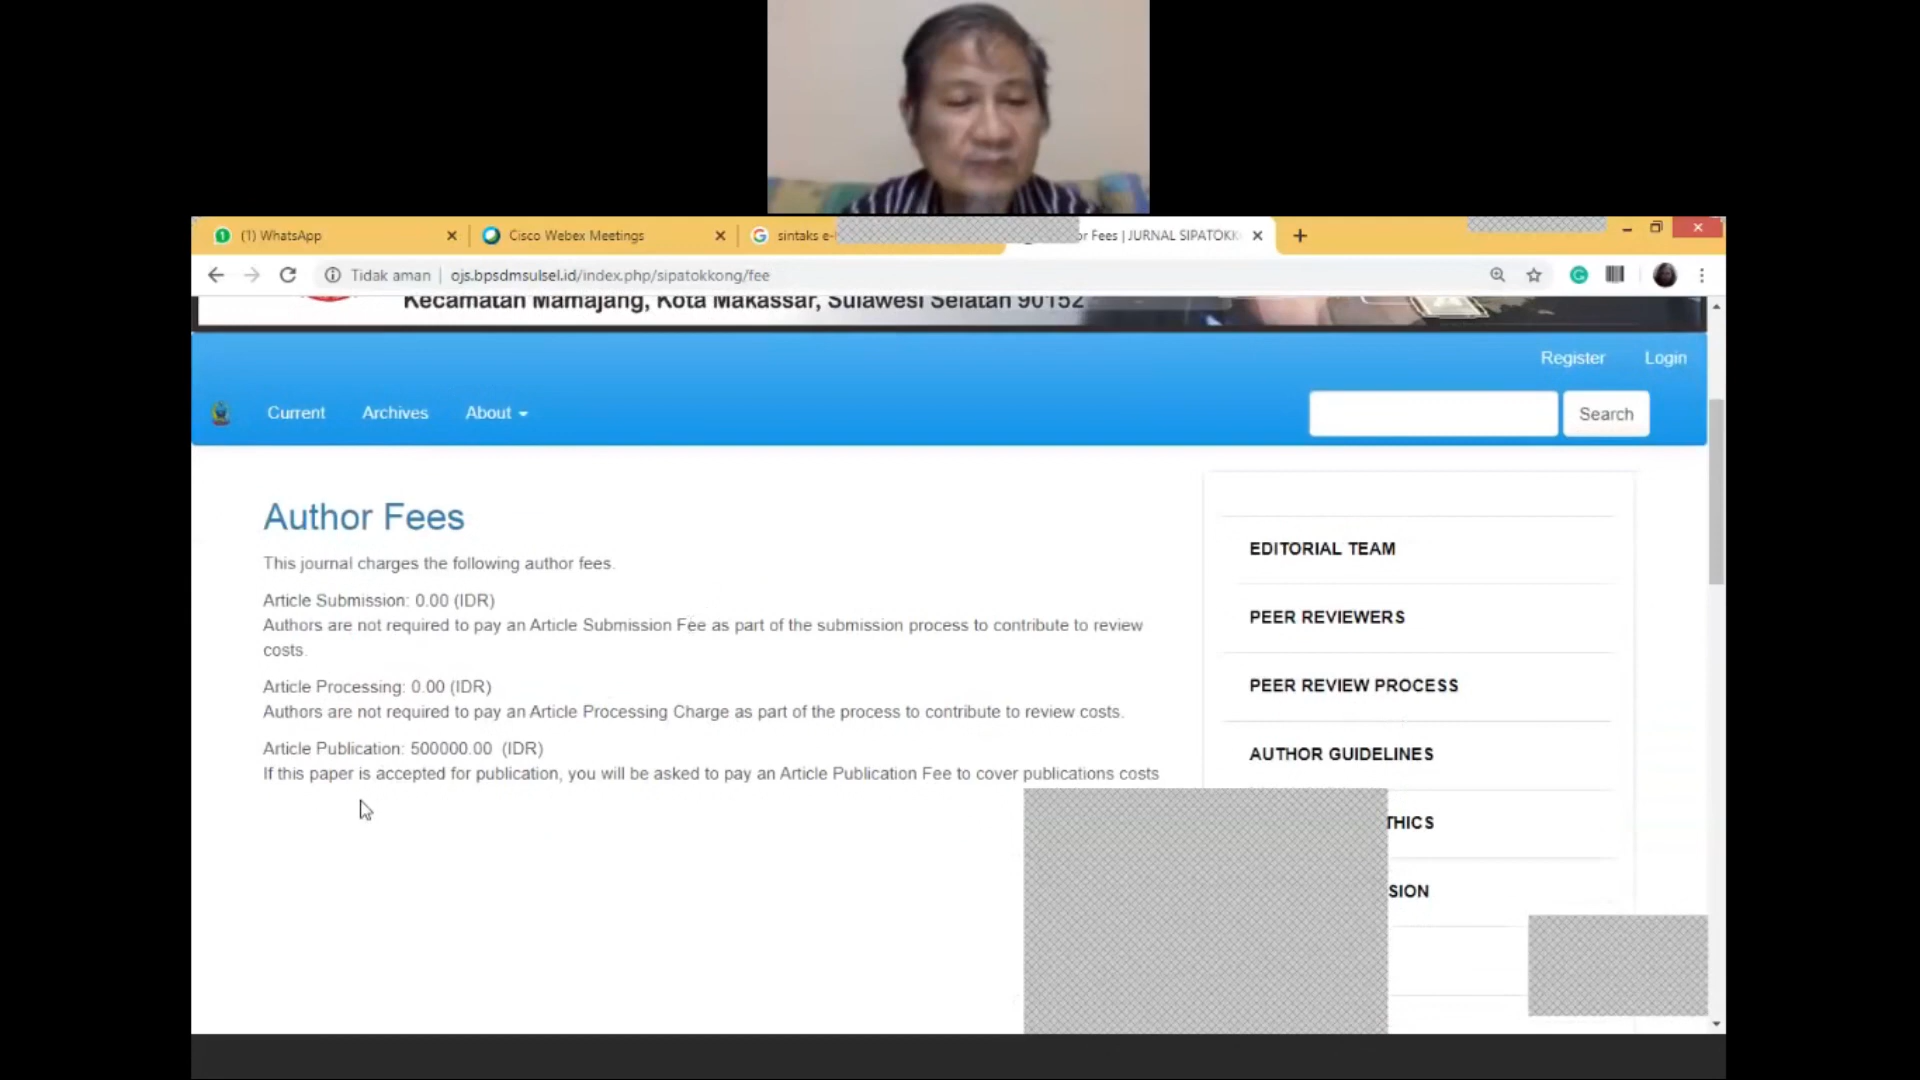 (1) WhatsApp
Cisco Webex Meetings
sintaks e-
or Fees | JURNAL SIPATOKK
Tidak aman | ojs.bpsdmsulsel.id/index.php/sipatokkong/fee
Kecamatan Mamajang, Kota Makassar, Sulawesi Selatan 90152
Register Login
Current Archives About
Search
Author Fees
This journal charges the following author fees.
Article Submission: 0.00 (IDR)
Authors are not required to pay an Article Submission Fee as part of the submission process to contribute to review
costs.
Article Processing: 0.00 (IDR)
Authors are not required to pay an Article Processing Charge as part of the process to contribute to review costs.
Article Publication: 500000.00 (IDR)
If this paper is accepted for publication, you will be asked to pay an Article Publication Fee to cover publications costs
EDITORIAL TEAM
PEER REVIEWERS
PEER REVIEW PROCESS
AUTHOR GUIDELINES
THICS
SION